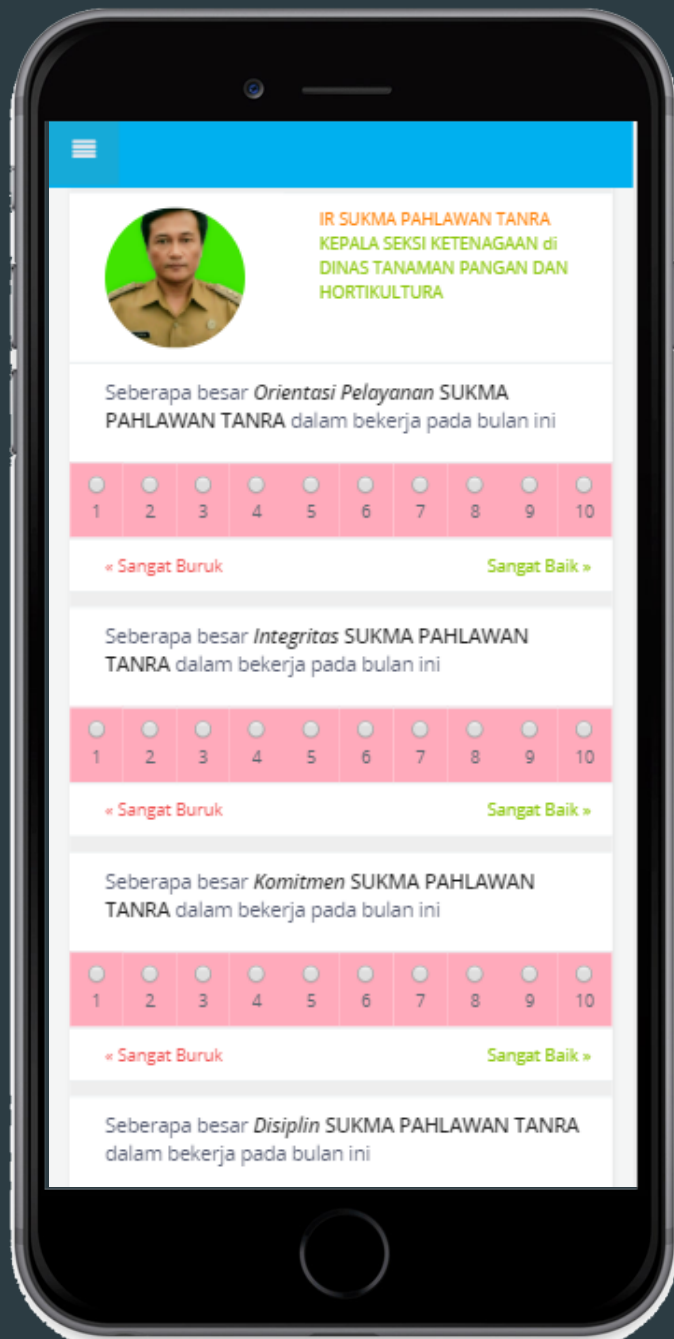 IR SUKMA PAHLAWAN TANRA
KEPALA SEKSI KETENAGAAN di
DINAS TANAMAN PANGAN DAN
HORTIKULTURA
Seberapa besar Orientasi Pelayanan SUKMA
PAHLAWAN TANRA dalam bekerja pada bulan ini
1 2 3 4 5 6 7 8 9 10
« Sangat Buruk Sangat Baik »
Seberapa besar Integritas SUKMA PAHLAWAN
TANRA dalam bekerja pada bulan ini
1 2 3 4 5 6 7 8 9 10
« Sangat Buruk Sangat Baik »
Seberapa besar Komitmen SUKMA PAHLAWAN
TANRA dalam bekerja pada bulan ini
1 2 3 4 5 6 7 8 9 10
« Sangat Buruk Sangat Baik »
Seberapa besar Disiplin SUKMA PAHLAWAN TANRA
dalam bekerja pada bulan ini